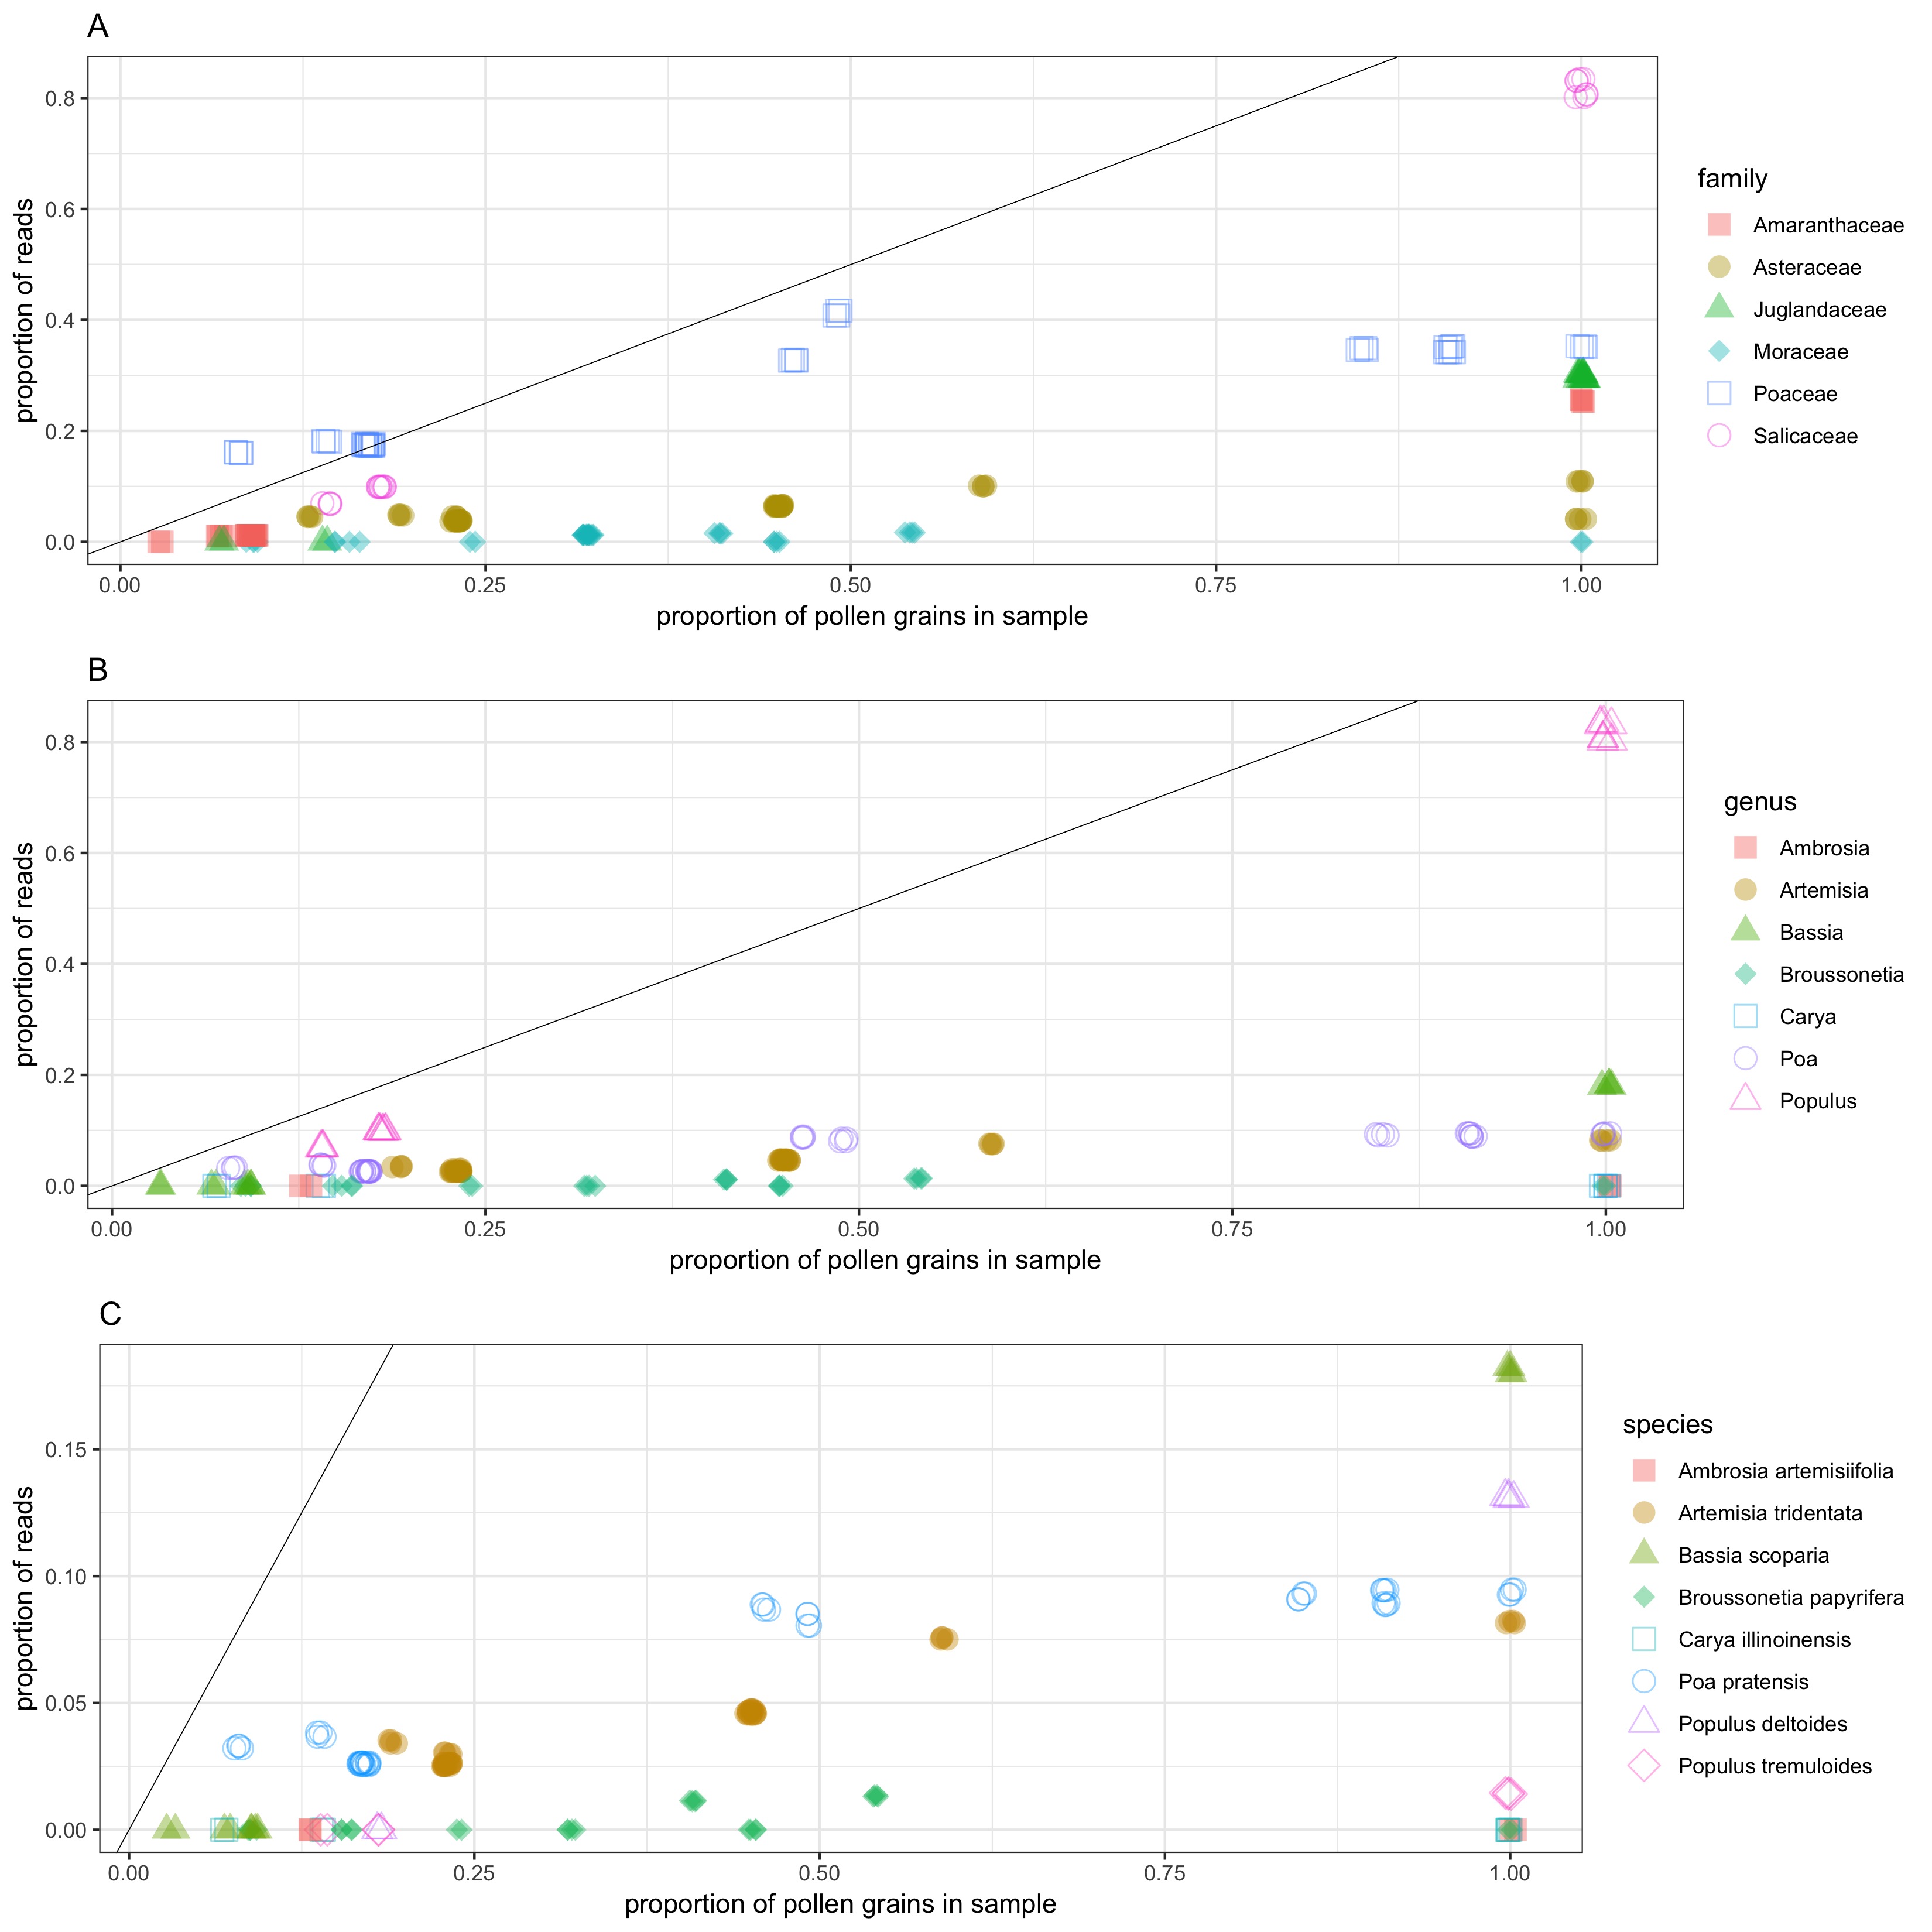 A
0.8
0.6
0.4
0.2
0.0
proportion of reads
0.00 0.25 0.50 0.75 1.00
proportion of pollen grains in sample
family
Amaranthaceae
Asteraceae
Juglandaceae
Moraceae
Poaceae
Salicaceae
B
0.8
0.6
0.4
0.2
0.0
proportion of reads
0.00 0.25 0.50 0.75 1.00
proportion of pollen grains in sample
genus
Ambrosia
Artemisia
Bassia
Broussonetia
Carya
Poa
Populus
C
0.15
0.10
0.05
0.00
proportion of reads
0.00 0.25 0.50 0.75 1.00
proportion of pollen grains in sample
species
Ambrosia artemisiifolia
Artemisia tridentata
Bassia scoparia
Broussonetia papyrifera
Carya illinoinensis
Poa pratensis
Populus deltoides
Populus tremuloides